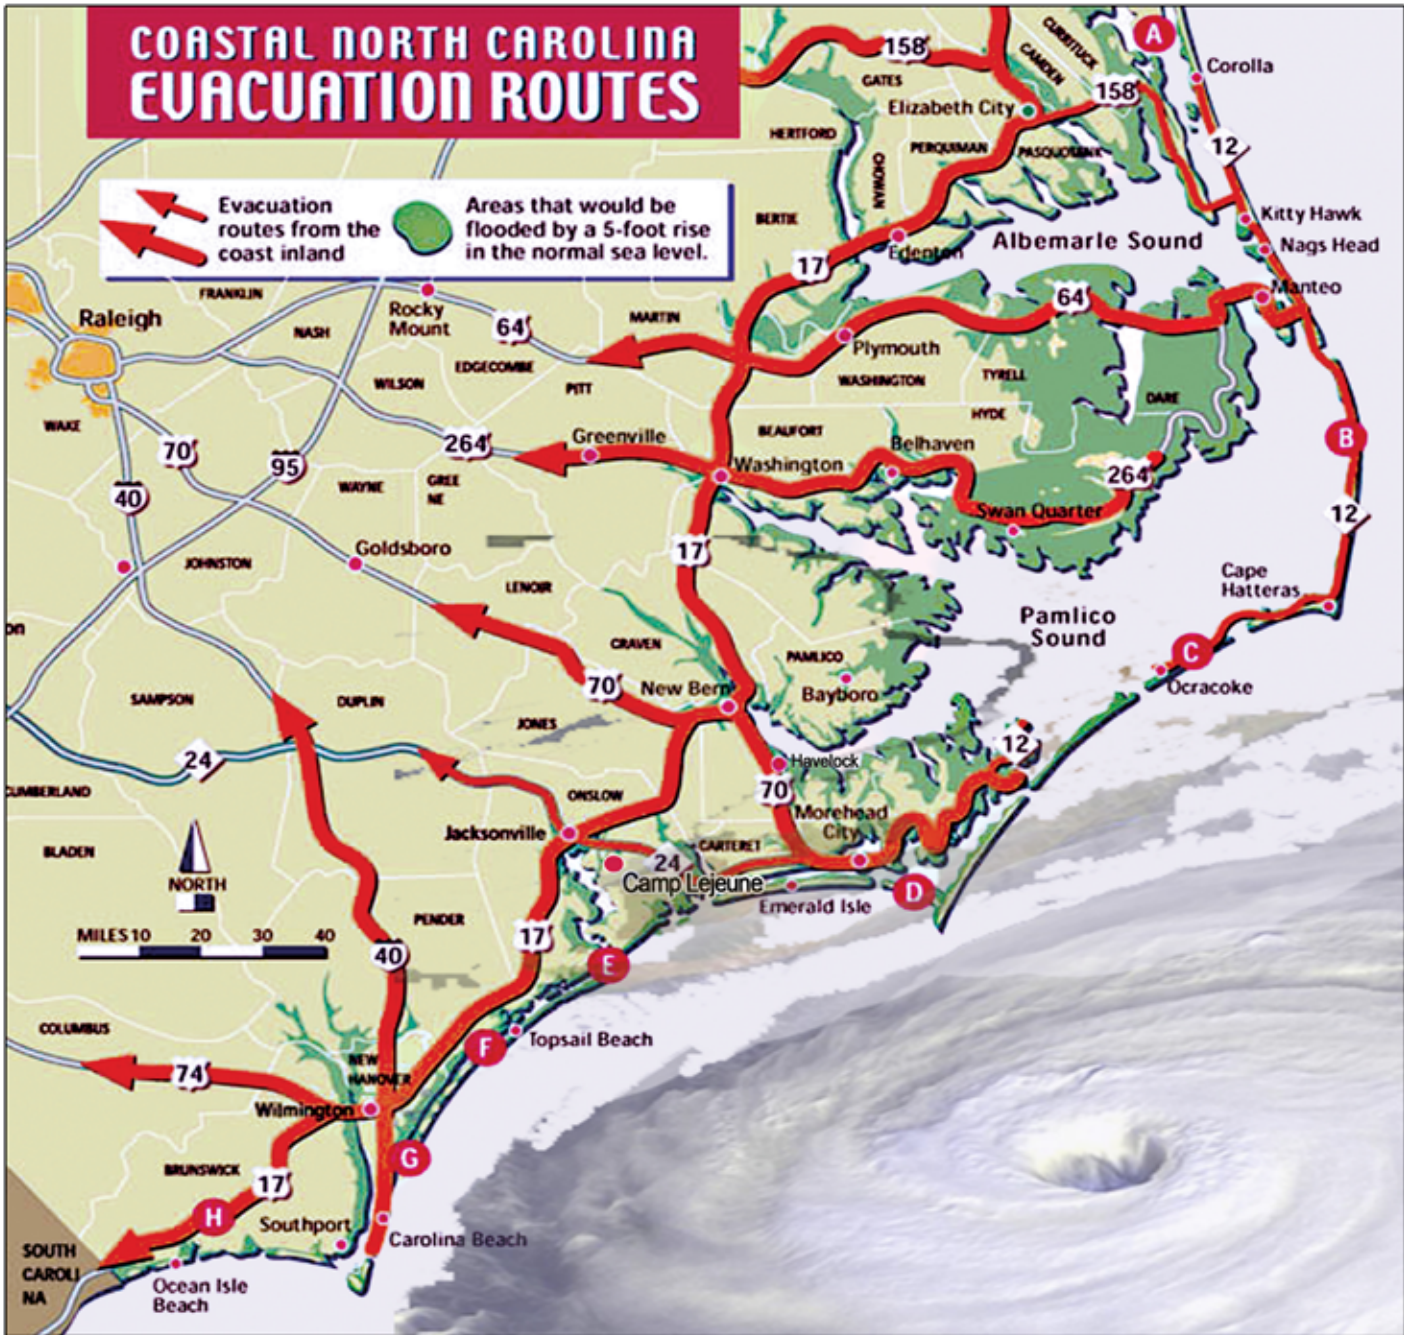 COASTAL NORTH CAROLINA
EVACUATION ROUTES
Evacuation
routes from the
coast inland
Areas that would be
flooded by a 5-foot rise
in the normal sea level.
158
GATES
CAMDEN
CURRITUCK
A
Corolla
Elizabeth City
158
HERTFORD
CHOWAN
PERQUIMAN
PASQUOTANK
12
BERTIE
Kitty Hawk
Edenton
Albemarle Sound
Nags Head
17
FRANKLIN
Raleigh
NASH
Rocky
Mount
64
MARTIN
64
Manteo
Plymouth
EDGECOMBE
WILSON
PITT
WASHINGTON
TYRELL
DARE
HYDE
WAKE
70
95
264
Greenville
BEAUFORT
Belhaven
B
Washington
264
40
WAYNE
GREE
NE
Swan Quarter
12
17
Goldsboro
JOHNSTON
LENOIR
Cape
Hatteras
Pamlico
Sound
on
CRAVEN
PAMLICO
C
SAMPSON
DUPLIN
70
New Bern
Bayboro
Ocracoke
JONES
24
12
Havelock
CUMBERLAND
ONSLOW
70
Morehead
City
Jacksonville
BLADEN
CARTERET
24
NORTH
Camp Lejeune
Emerald Isle
D
PENDER
MILES 10 20 30 40
17
40
E
COLUMBUS
F
Topsail Beach
NEW
HANOVER
74
Wilmington
G
BRUNSWICK
17
H
Southport
Carolina Beach
SOUTH
CAROLI
NA
Ocean Isle
Beach